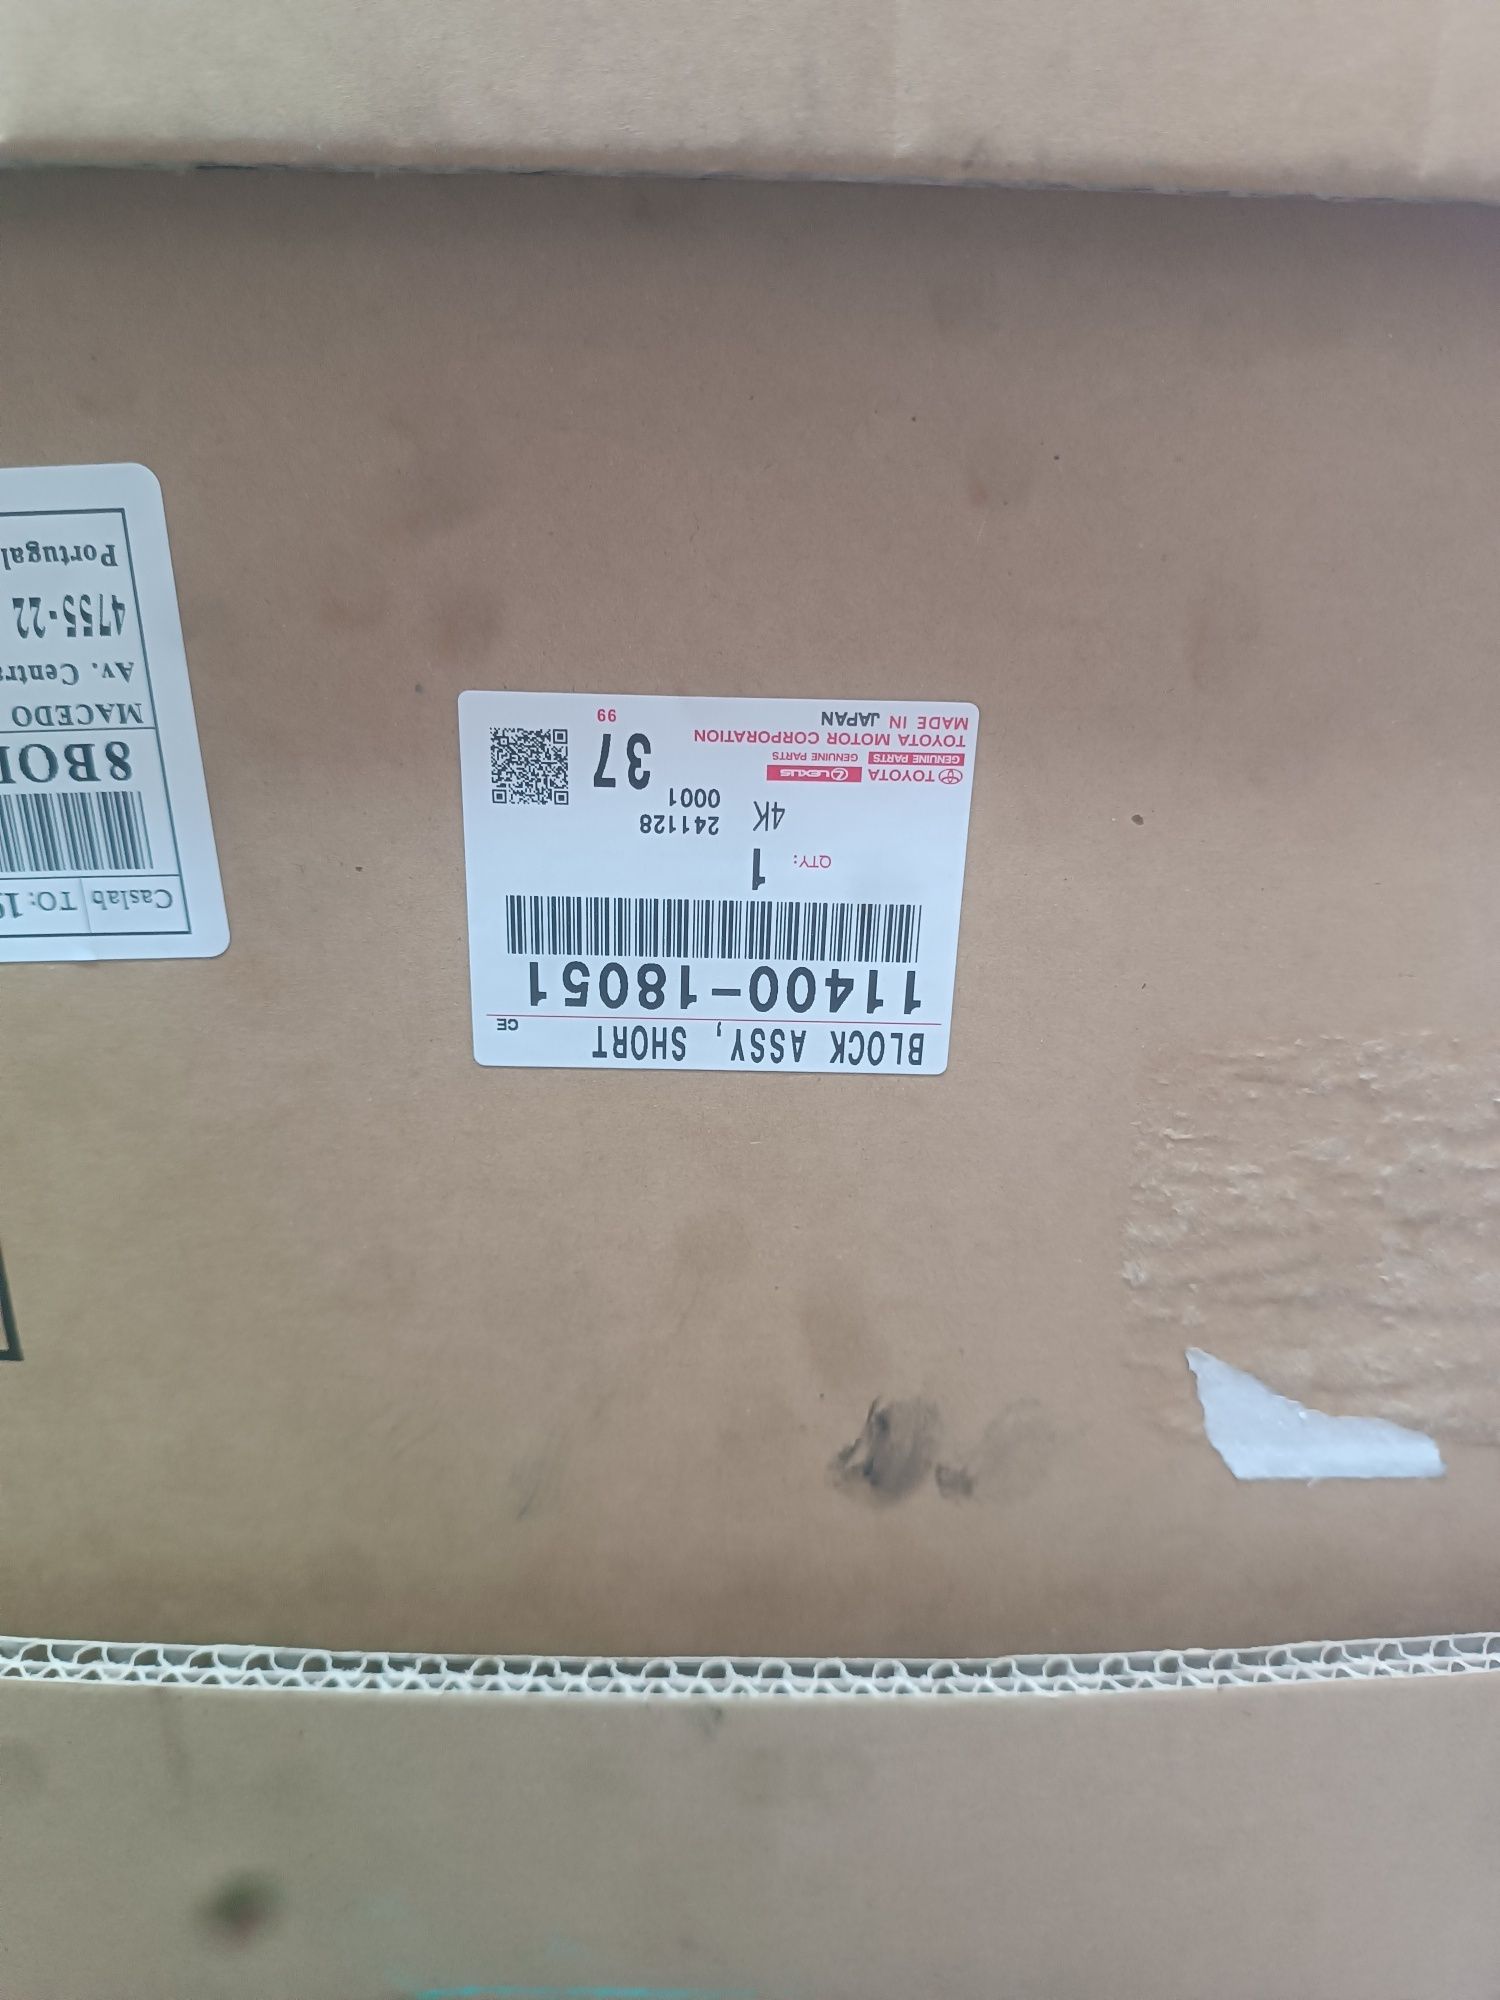 BLOCK ASSY, SHORT
CE
11400-18051
QTY: 1
4K 241128
0001
TOYOTA LEXUS
GENUINE PARTS GENUINE PARTS
37
TOYOTA MOTOR CORPORATION
MADE IN JAPAN
99
Caslab TO:
MACEDO
Av.
4755-22
Portugal